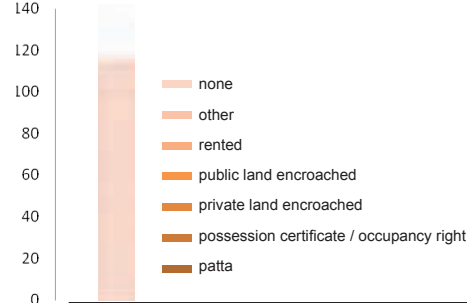 140
120
100
80
60
40
20
0
none
other
rented
public land encroached
private land encroached
possession certificate / occupancy right
patta